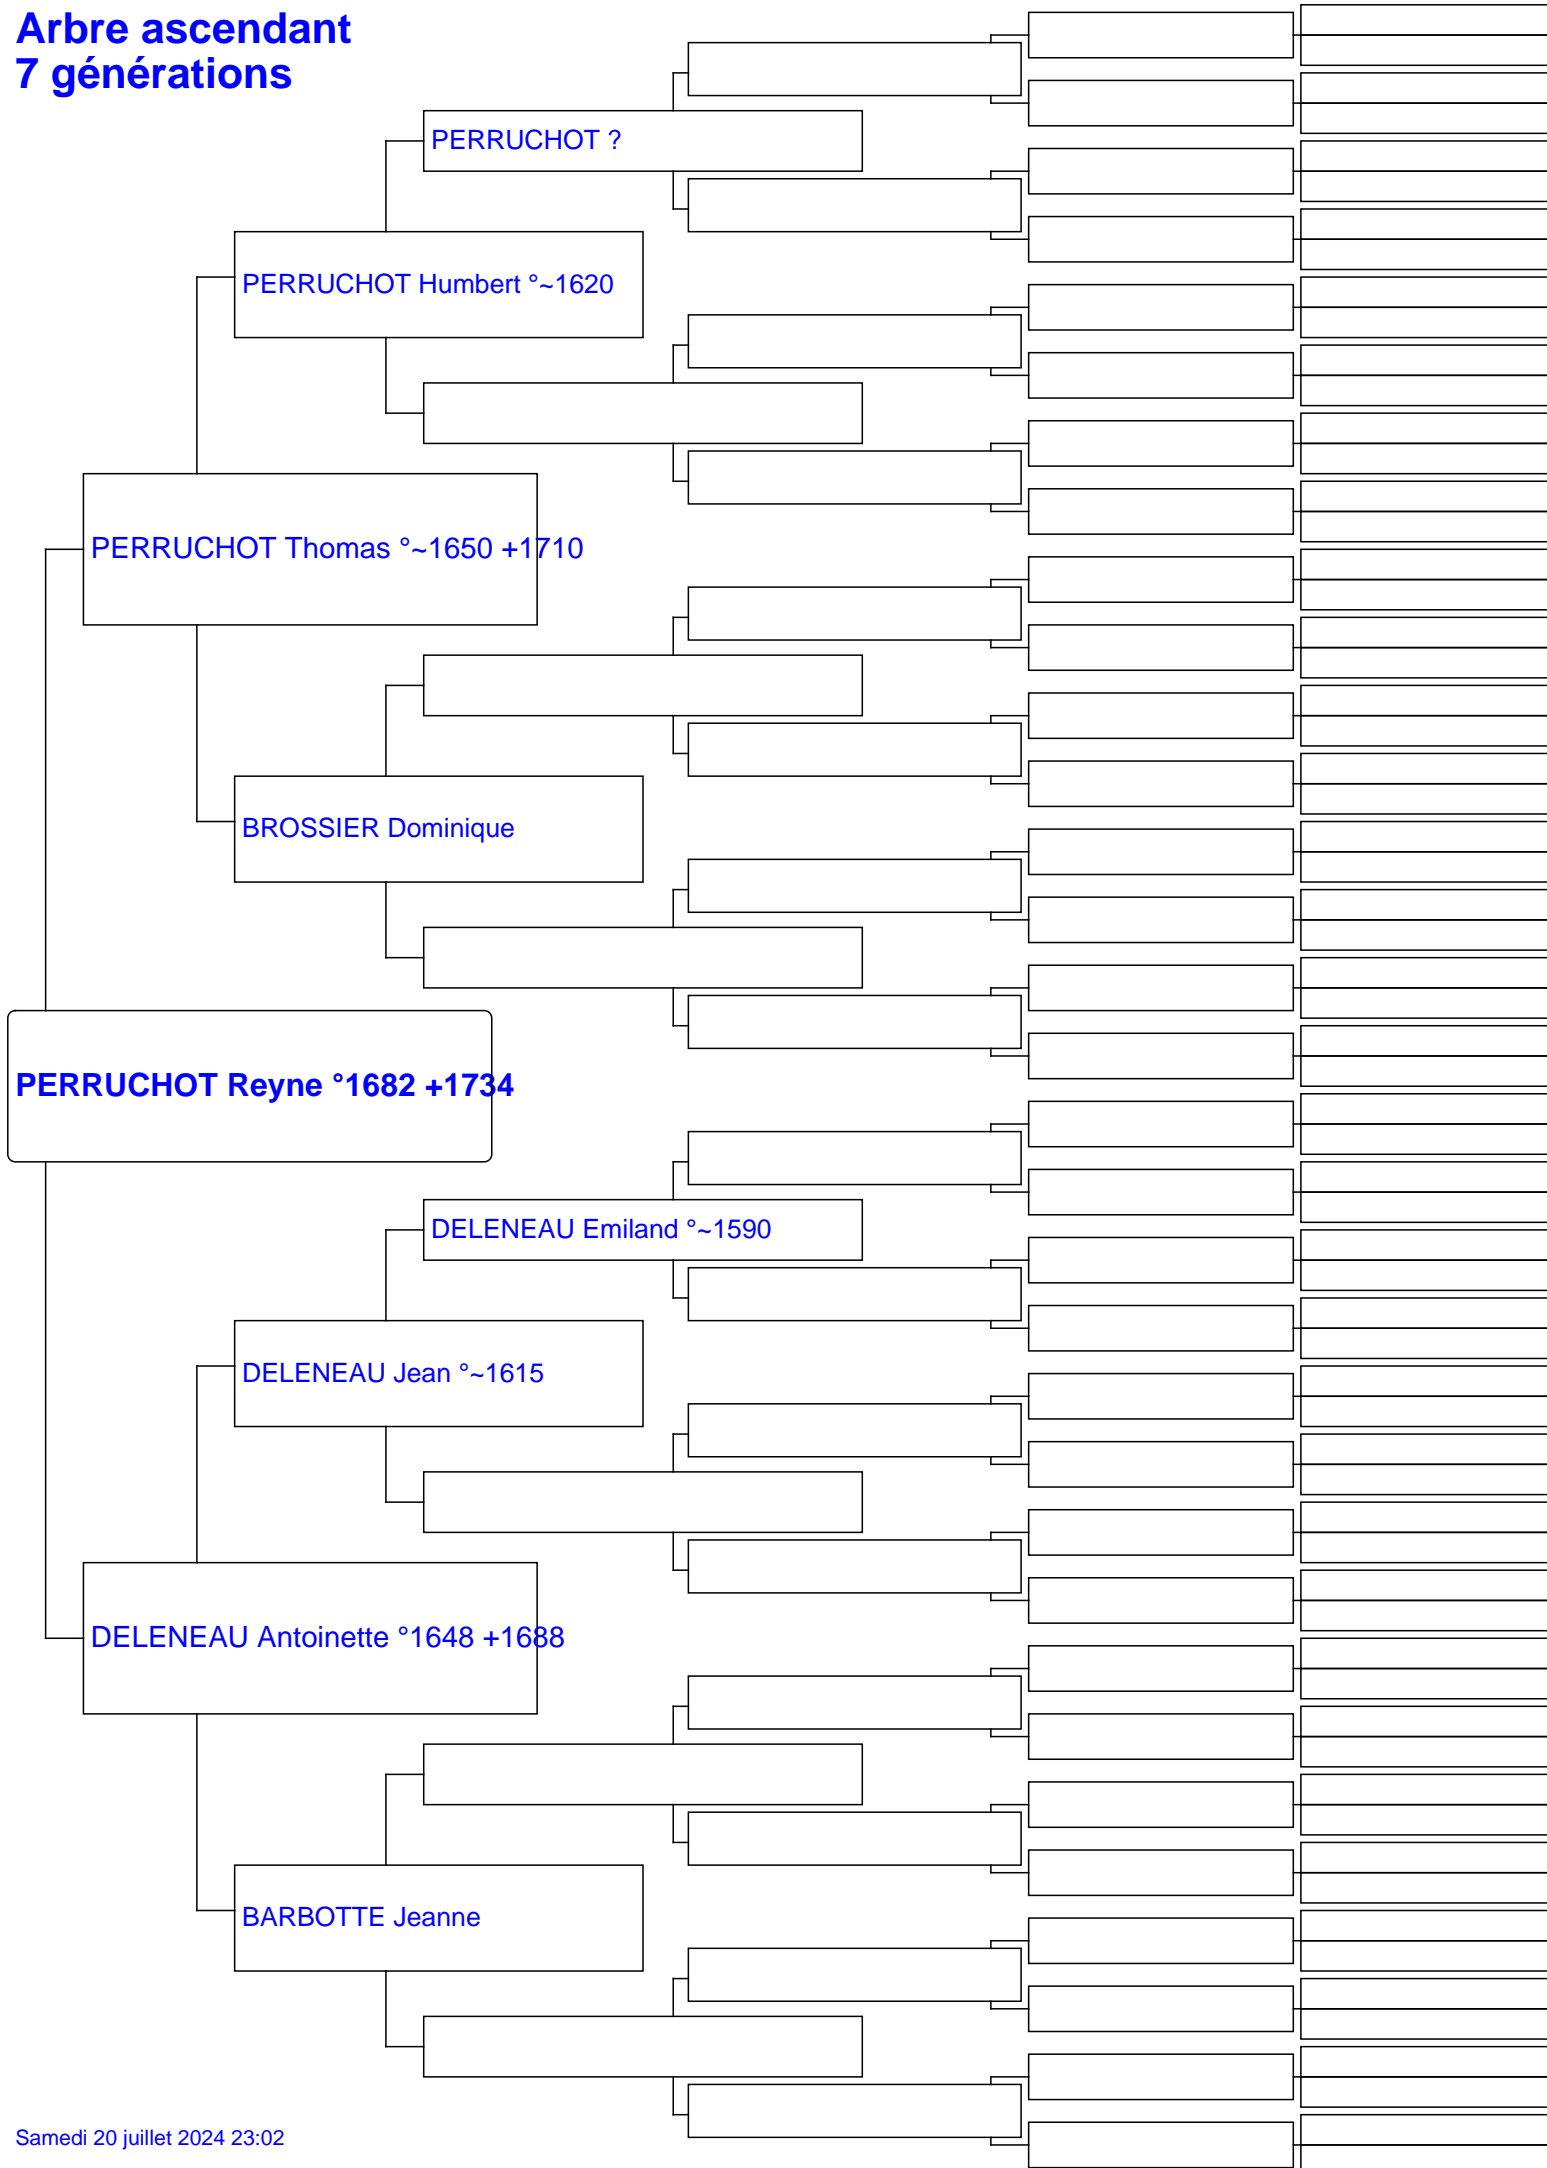 Arbre ascendant
7 générations
PERRUCHOT ?
PERRUCHOT Humbert °~1620
PERRUCHOT Thomas °~1650 +1710
BROSSIER Dominique
PERRUCHOT Reyne °1682 +1734
DELENEAU Emiland °~1590
DELENEAU Jean °~1615
DELENEAU Antoinette °1648 +1688
BARBOTTE Jeanne
Samedi 20 juillet 2024 23:02